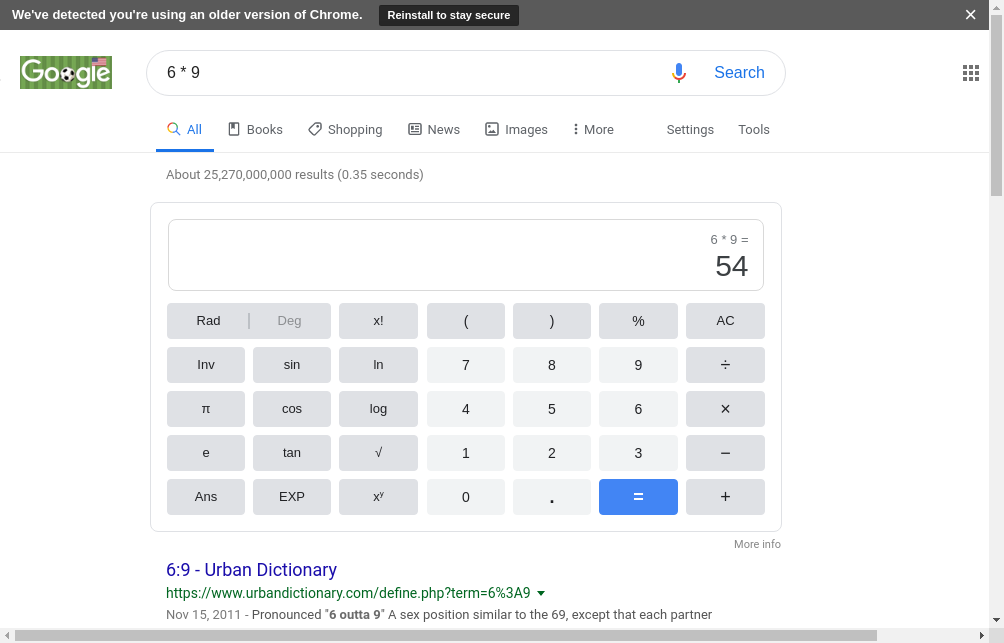 We've detected you're using an older version of Chrome. Reinstall to stay secure
Google
6 * 9 Search
All Books Shopping News Images More Settings Tools
About 25,270,000,000 results (0.35 seconds)
6 * 9 =
54
Rad Deg x! ( ) % AC
Inv sin ln 7 8 9 ÷
π cos log 4 5 6 ×
e tan √ 1 2 3 −
Ans EXP xʸ 0 . = +
More info
6:9 - Urban Dictionary
https://www.urbandictionary.com/define.php?term=6%3A9
Nov 15, 2011 - Pronounced "6 outta 9" A sex position similar to the 69, except that each partner